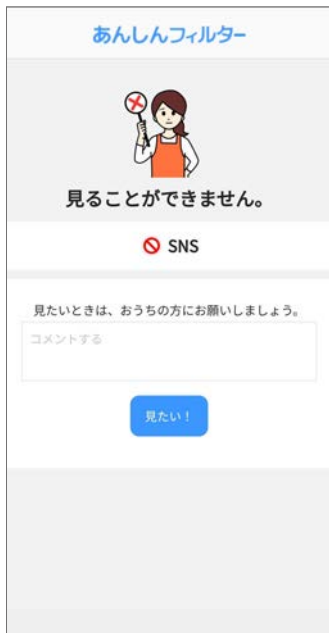 あんしんフィルター
見ることができません。
SNS
見たいときは、おうちの方にお願いしましょう。
コメントする
見たい！